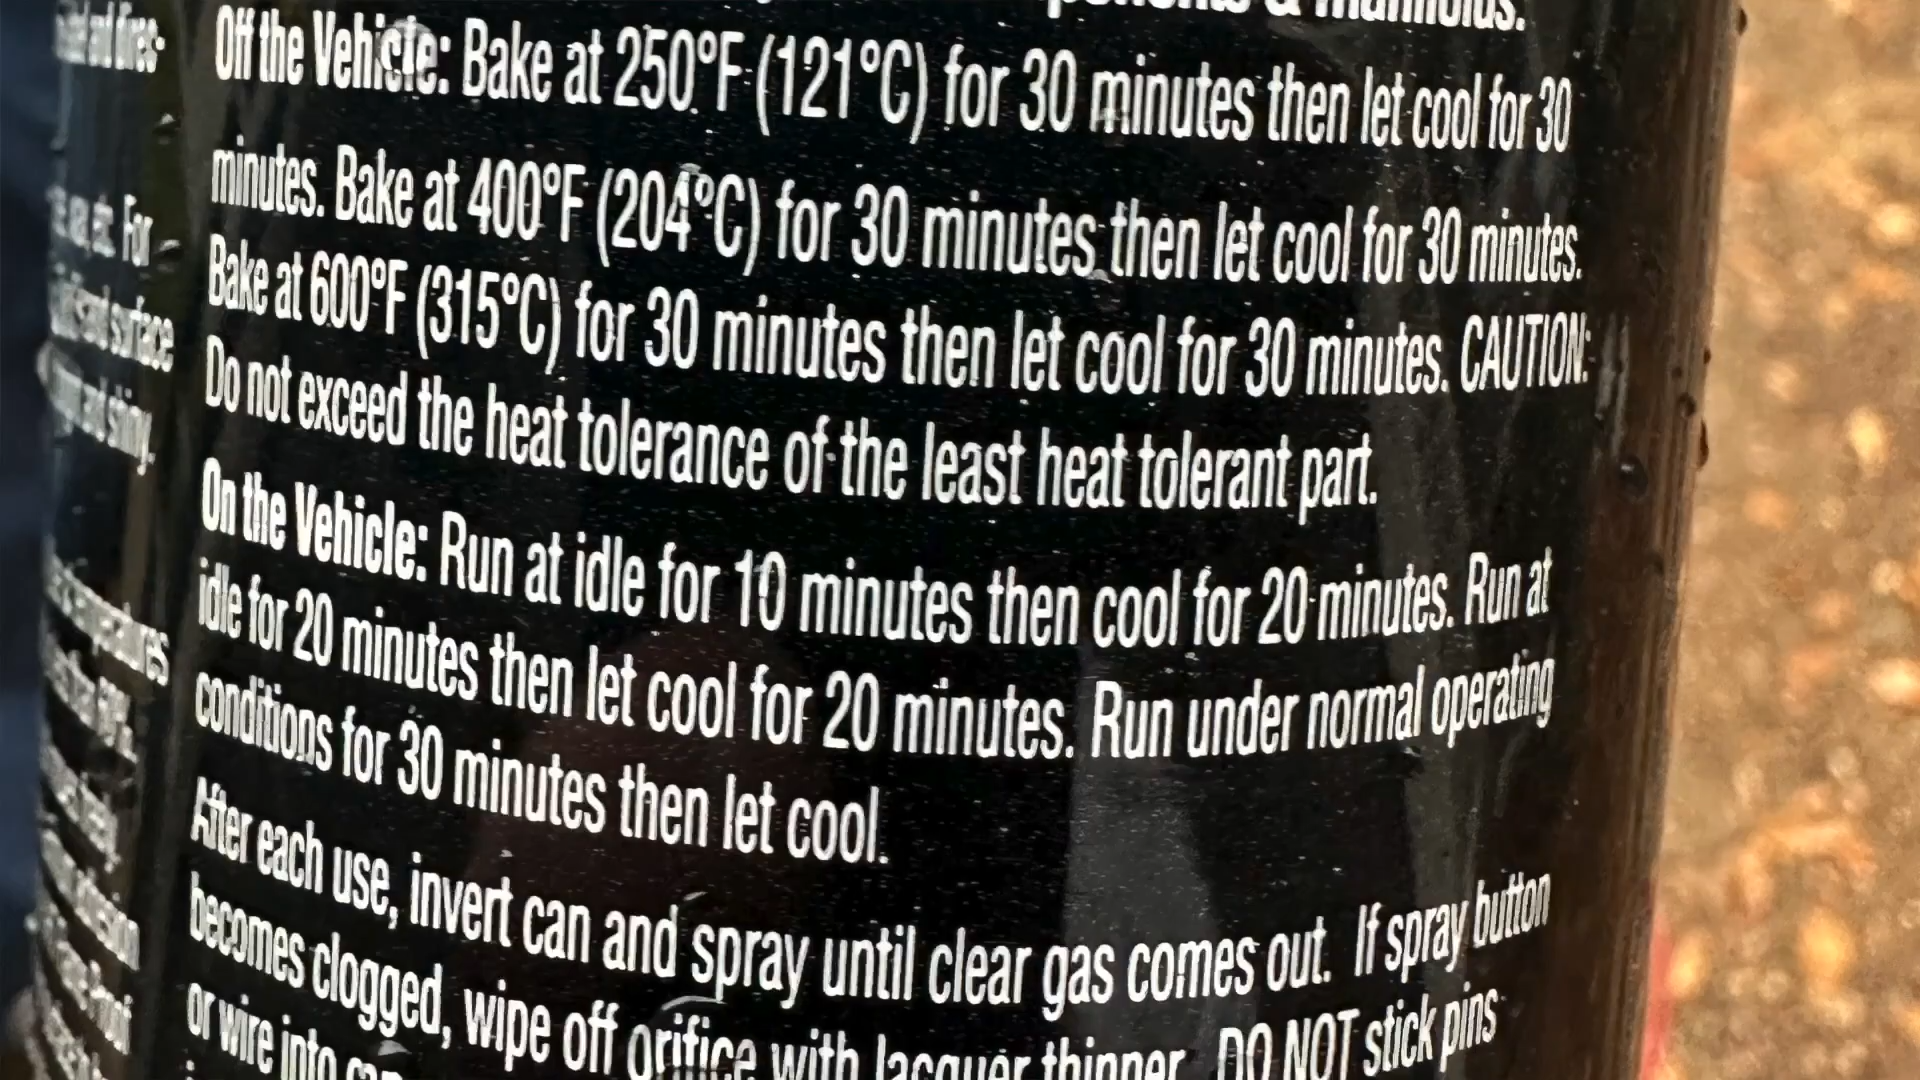 & manifolds.
Off the Vehicle: Bake at 250°F (121°C) for 30 minutes then let cool for 30
minutes. Bake at 400°F (204°C) for 30 minutes then let cool for 30 minutes.
Bake at 600°F (315°C) for 30 minutes then let cool for 30 minutes. CAUTION:
Do not exceed the heat tolerance of the least heat tolerant part.
On the Vehicle: Run at idle for 10 minutes then cool for 20 minutes. Run at
idle for 20 minutes then let cool for 20 minutes. Run under normal operating
conditions for 30 minutes then let cool.
After each use, invert can and spray until clear gas comes out. If spray button
becomes clogged, wipe off orifice with lacquer thinner. DO NOT stick pins
or wire into
For
surface
shiny.